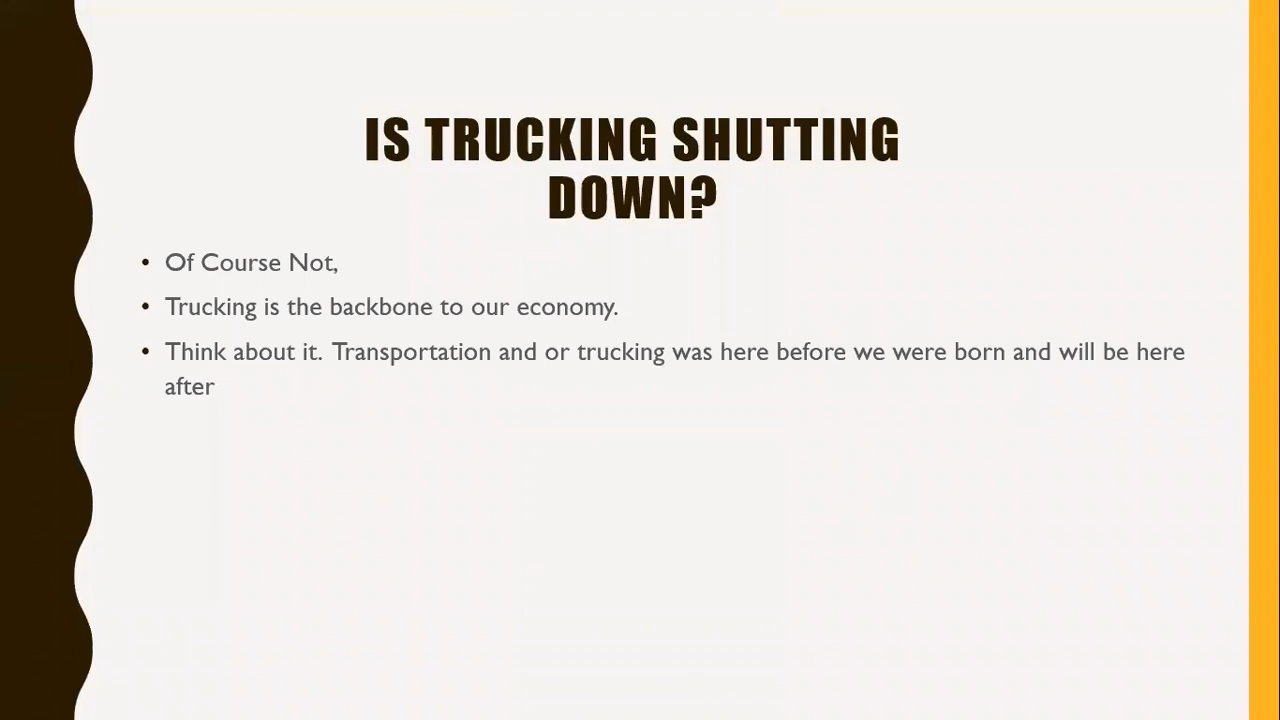 IS TRUCKING SHUTTING
DOWN?
• Of Course Not,
• Trucking is the backbone to our economy.
• Think about it. Transportation and or trucking was here before we were born and will be here
after